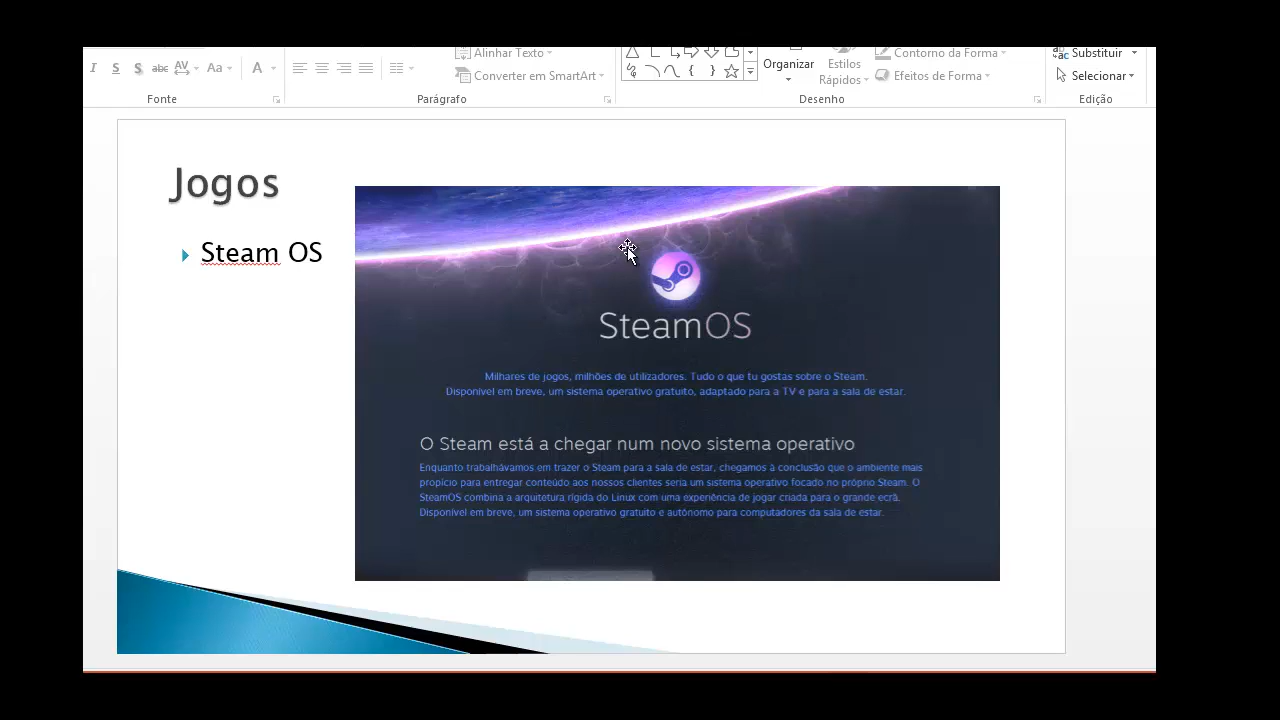 Alinhar Texto
Organizar
Estilos
Contorno da Forma
Substituir
S S abc AV Aa A
Converter em SmartArt
Rápidos
Efeitos de Forma
Selecionar
Fonte
Parágrafo
Desenho
Edição
Jogos
Steam OS
SteamOS
Milhares de jogos, milhões de utilizadores. Tudo o que tu gostas sobre o Steam.
Disponível em breve, um sistema operativo gratuito, adaptado para a TV e para a sala de estar.
O Steam está a chegar num novo sistema operativo
Enquanto trabalhávamos em trazer o Steam para a sala de estar, chegamos à conclusão que o ambiente mais
propício para entregar conteúdo aos nossos clientes seria um sistema operativo focado no próprio Steam. O
SteamOS combina a arquitetura rígida do Linux com uma experiência de jogar criada para o grande ecrã.
Disponível em breve, um sistema operativo gratuito e autónomo para computadores da sala de estar.